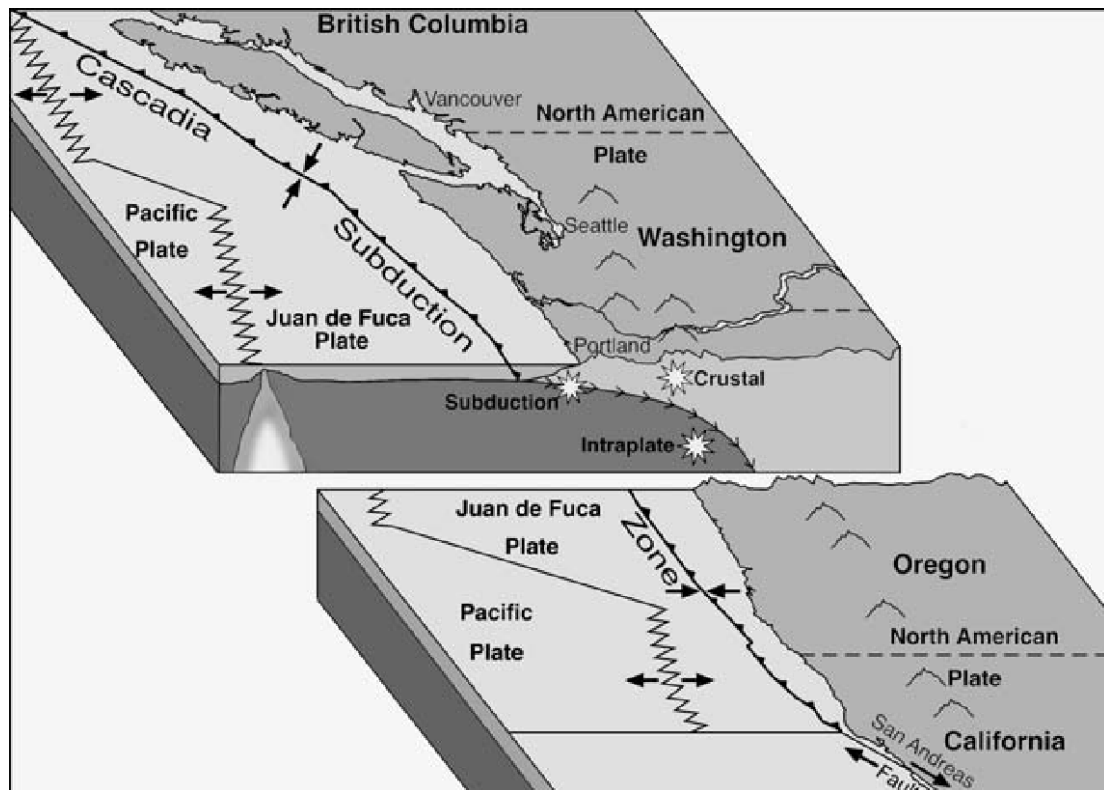 British Columbia
Cascadia
Vancouver
North American
Plate
Pacific
Plate
Subduction
Seattle
Washington
Juan de Fuca
Plate
Portland
Crustal
Subduction
Intraplate
Juan de Fuca
Plate
Zone
Oregon
Pacific
Plate
North American
Plate
San Andreas
California
Fault